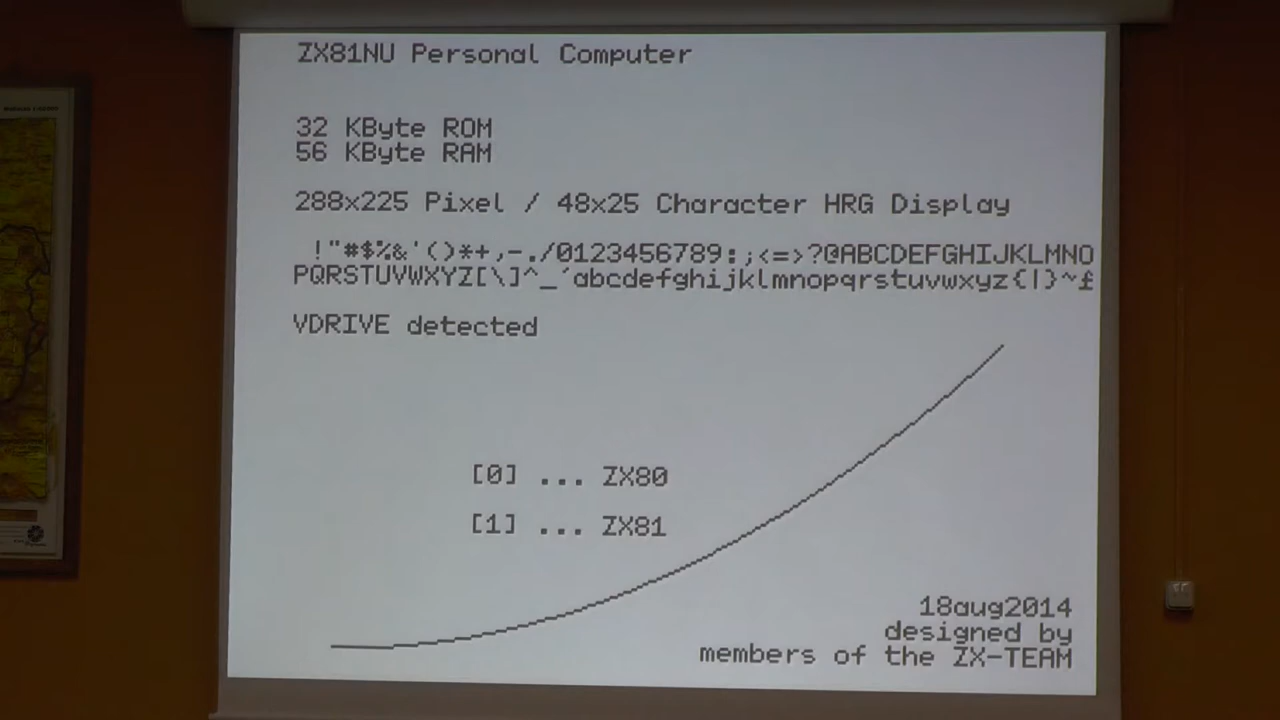 ZX81NU Personal Computer
32 KByte ROM
56 KByte RAM
288x225 Pixel / 48x25 Character HRG Display
!"#$%&'()*+,-./0123456789:;<=>?@ABCDEFGHIJKLMNO
PQRSTUVWXYZ[\]^_´abcdefghijklmnopqrstuvwxyz{|}~£
VDRIVE detected
[0] ... ZX80
[1] ... ZX81
18aug2014
designed by
members of the ZX-TEAM